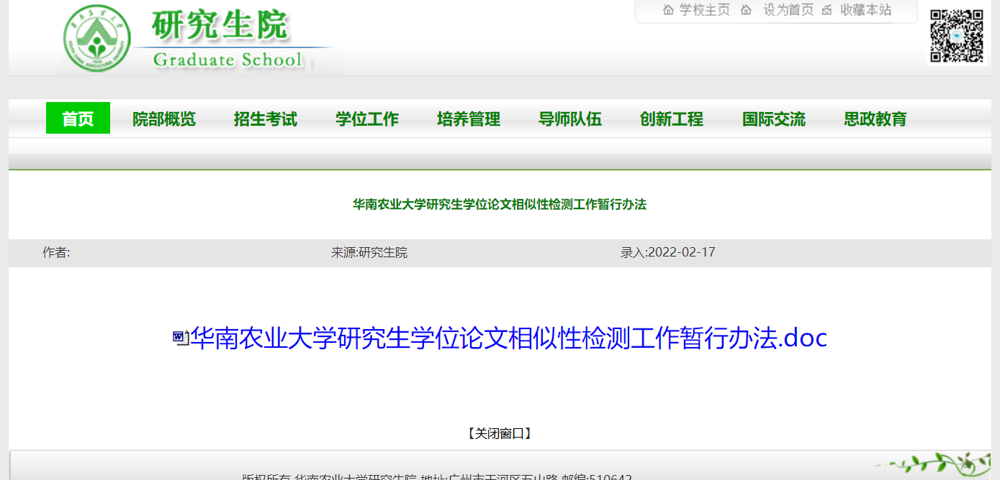 学校主页 设为首页 收藏本站
研究生院
Graduate School
首页 院部概览 招生考试 学位工作 培养管理 导师队伍 创新工程 国际交流 思政教育
华南农业大学研究生学位论文相似性检测工作暂行办法
作者: 来源:研究生院 录入:2022-02-17
华南农业大学研究生学位论文相似性检测工作暂行办法.doc
【关闭窗口】
版权所有 华南农业大学研究生院 地址:广州市天河区五山路 邮编:510642